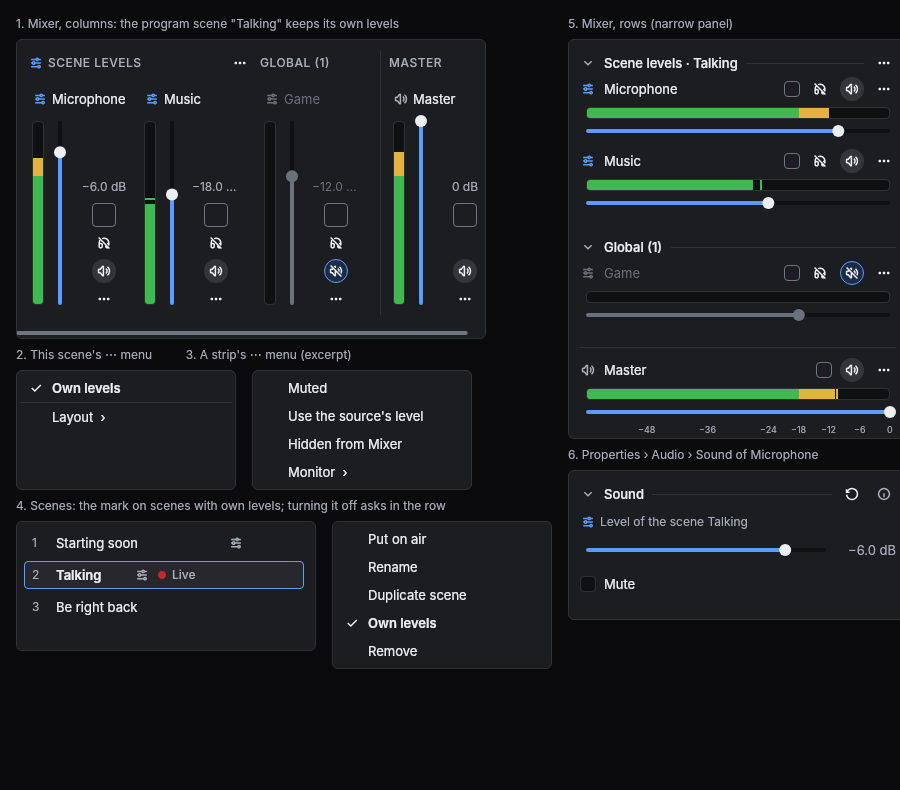 1. Mixer, columns: the program scene "Talking" keeps its own levels
SCENE LEVELS ··· GLOBAL (1) MASTER
Microphone Music Game Master
−6.0 dB −18.0 ... −12.0 ... 0 dB
2. This scene's ··· menu
✓ Own levels
Layout ›
3. A strip's ··· menu (excerpt)
Muted
Use the source's level
Hidden from Mixer
Monitor ›
4. Scenes: the mark on scenes with own levels; turning it off asks in the row
1 Starting soon
2 Talking Live
3 Be right back
Put on air
Rename
Duplicate scene
✓ Own levels
Remove
5. Mixer, rows (narrow panel)
Scene levels · Talking
Microphone
Music
Global (1)
Game
Master
−48 −36 −24 −18 −12 −6 0
6. Properties › Audio › Sound of Microphone
Sound
Level of the scene Talking
−6.0 dB
Mute